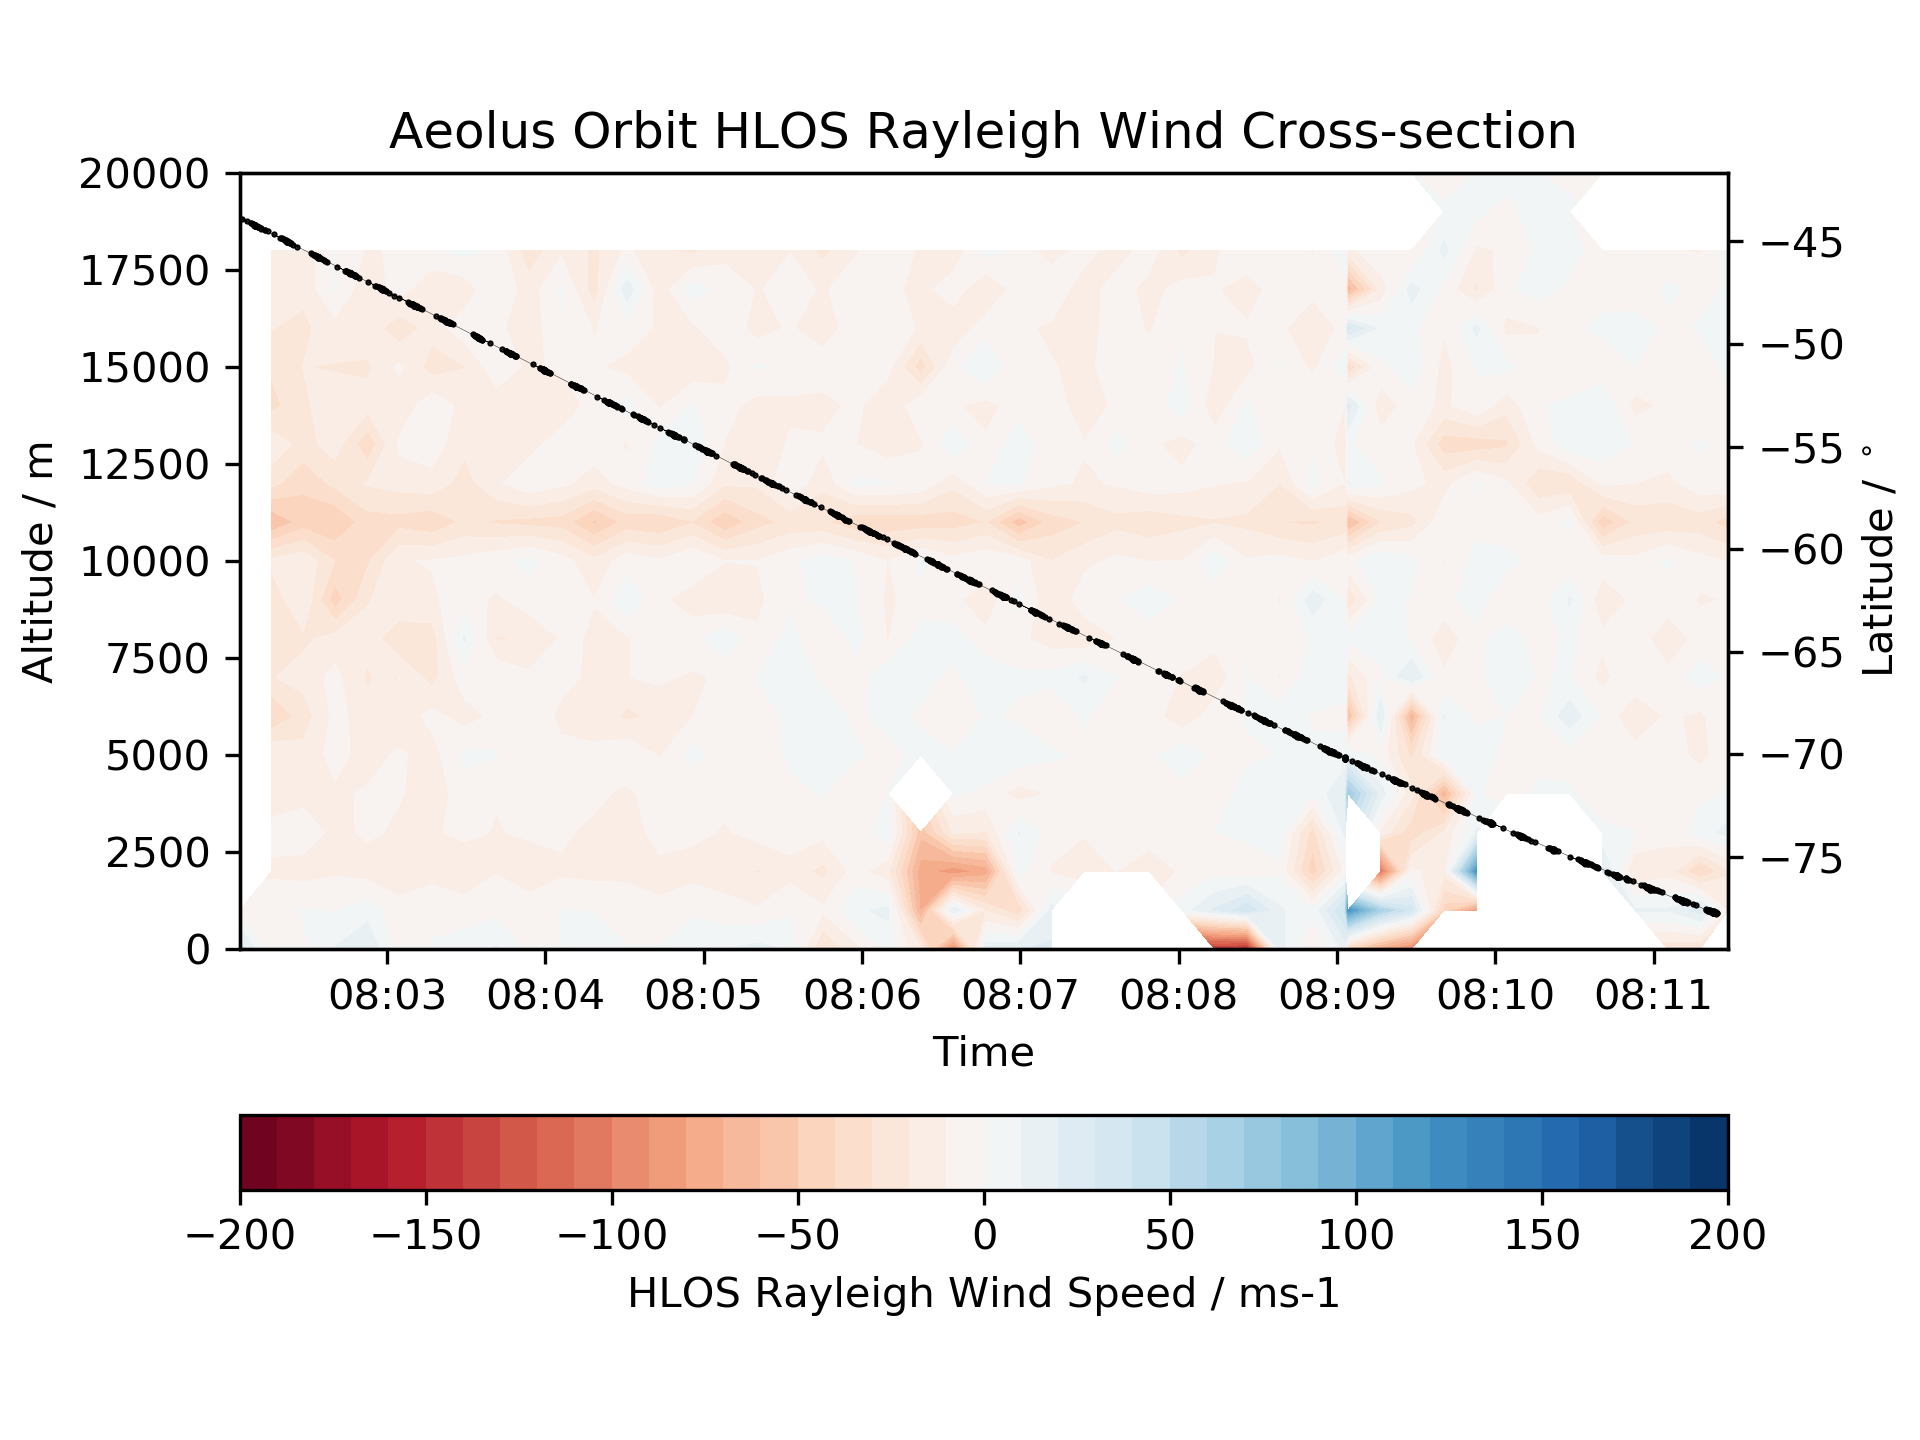 Aeolus Orbit HLOS Rayleigh Wind Cross-section
20000
17500
15000
12500
10000
7500
5000
2500
0
Altitude / m
−45
−50
−55
−60
−65
−70
−75
Latitude / °
08:03 08:04 08:05 08:06 08:07 08:08 08:09 08:10 08:11
Time
−200 −150 −100 −50 0 50 100 150 200
HLOS Rayleigh Wind Speed / ms-1